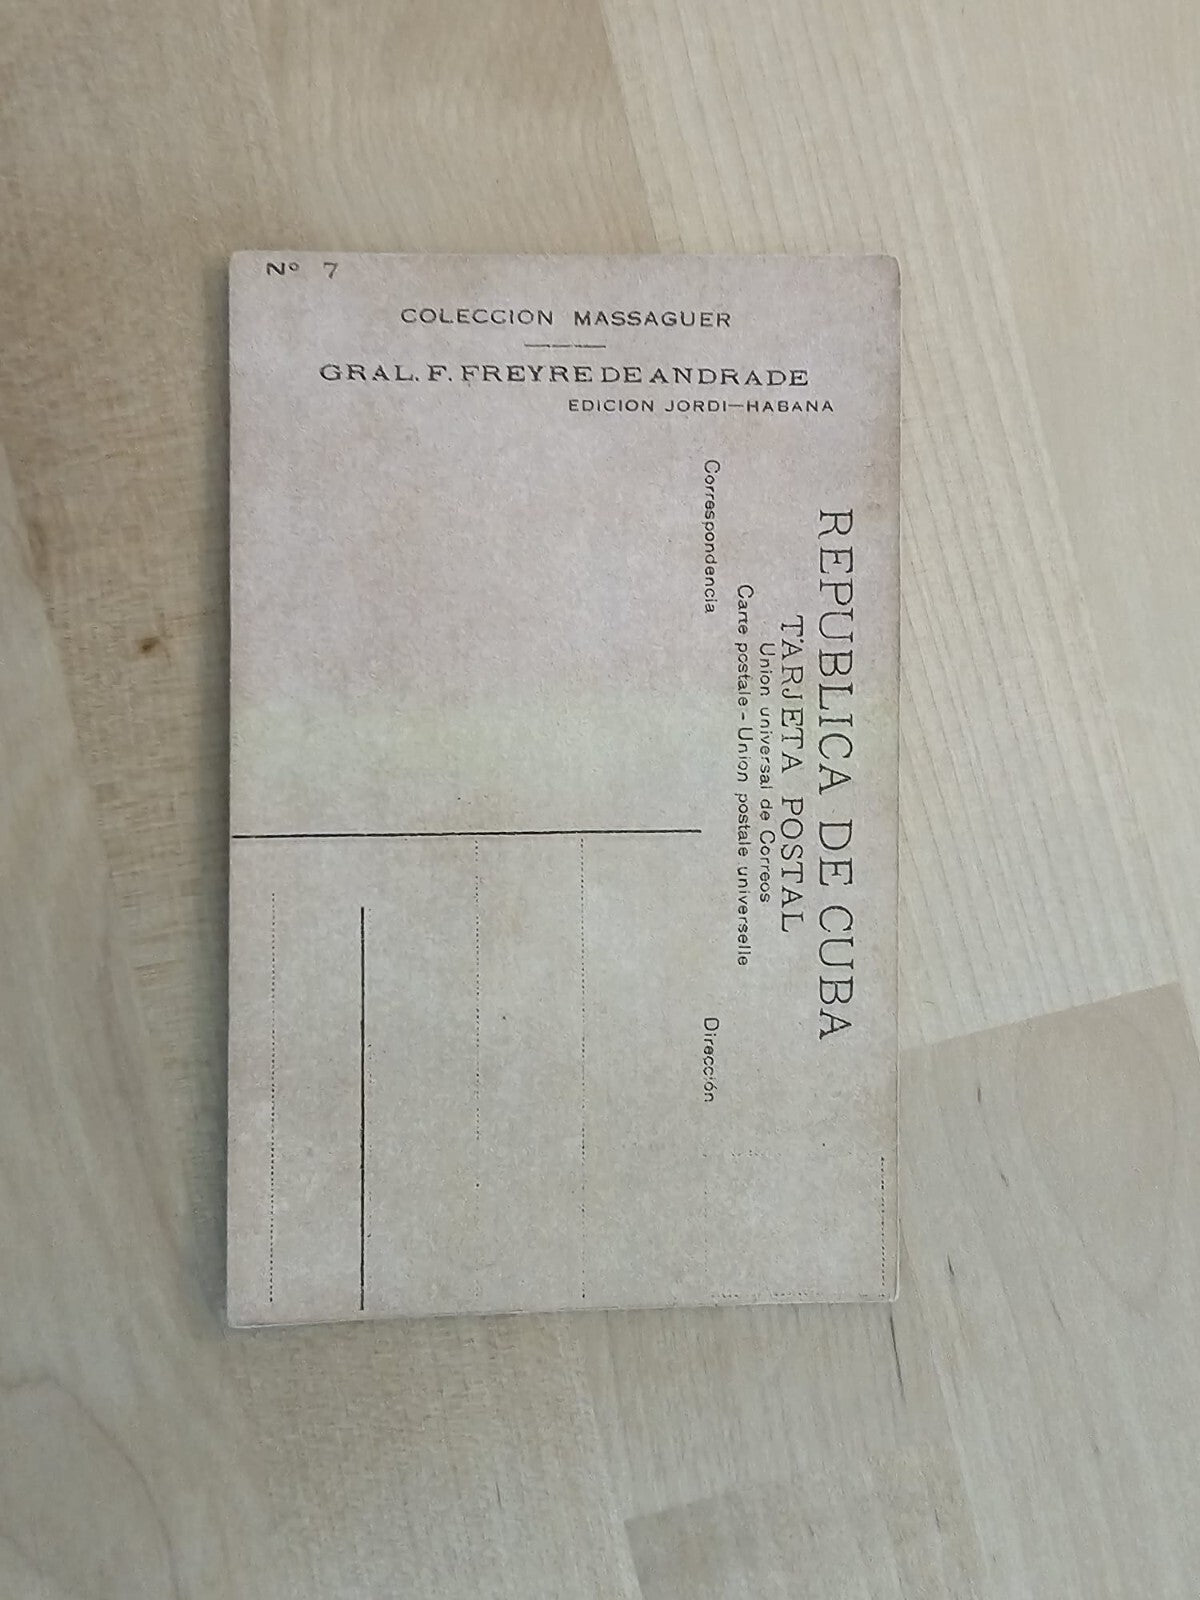 Nº 7
COLECCION MASSAGUER
GRAL. F. FREYRE DE ANDRADE
EDICION JORDI—HABANA
REPUBLICA DE CUBA
TARJETA POSTAL
Union universal de Correos
Carte postale - Union postale universelle
Correspondencia
Dirección